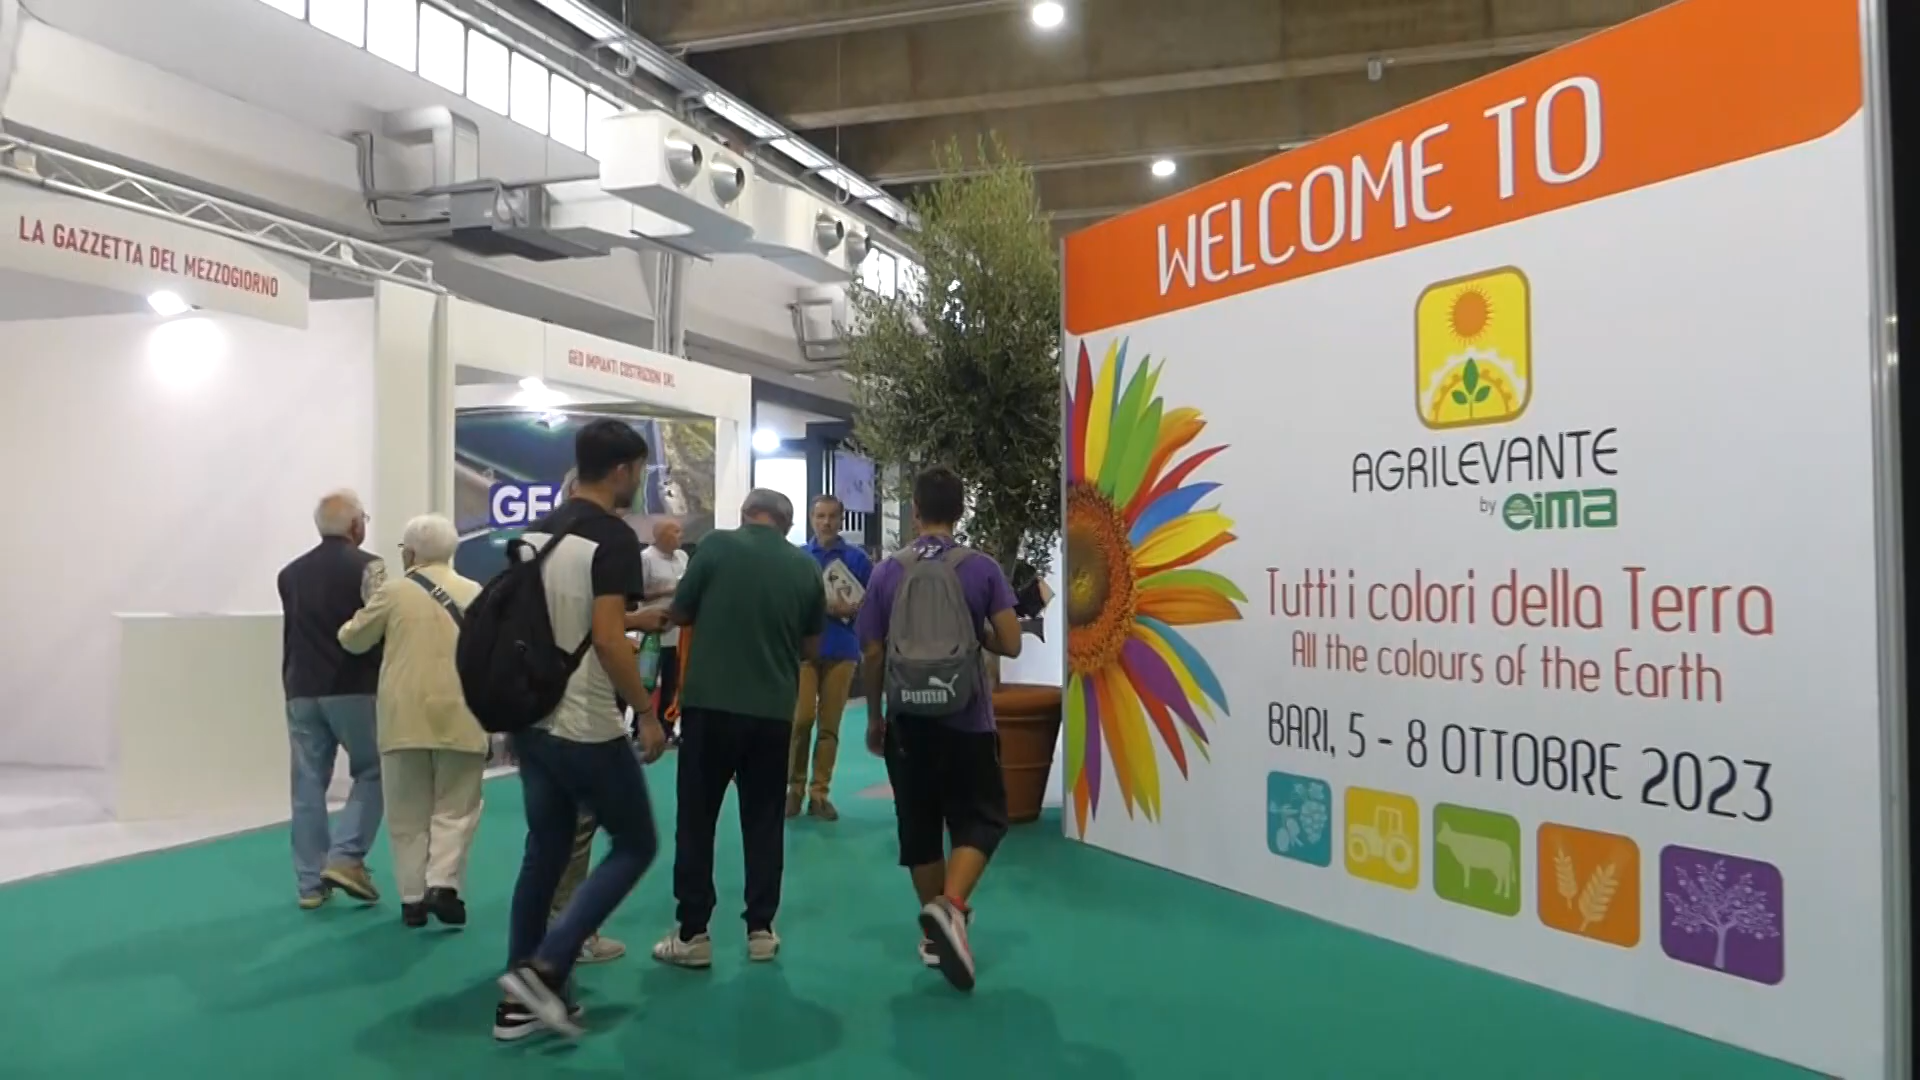 LA GAZZETTA DEL MEZZOGIORNO
GEO IMPIANTI COSTRUZIONI SRL
GE
PUMA
WELCOME TO
AGRILEVANTE
by eima
Tutti i colori della Terra
All the colours of the Earth
BARI, 5 - 8 OTTOBRE 2023